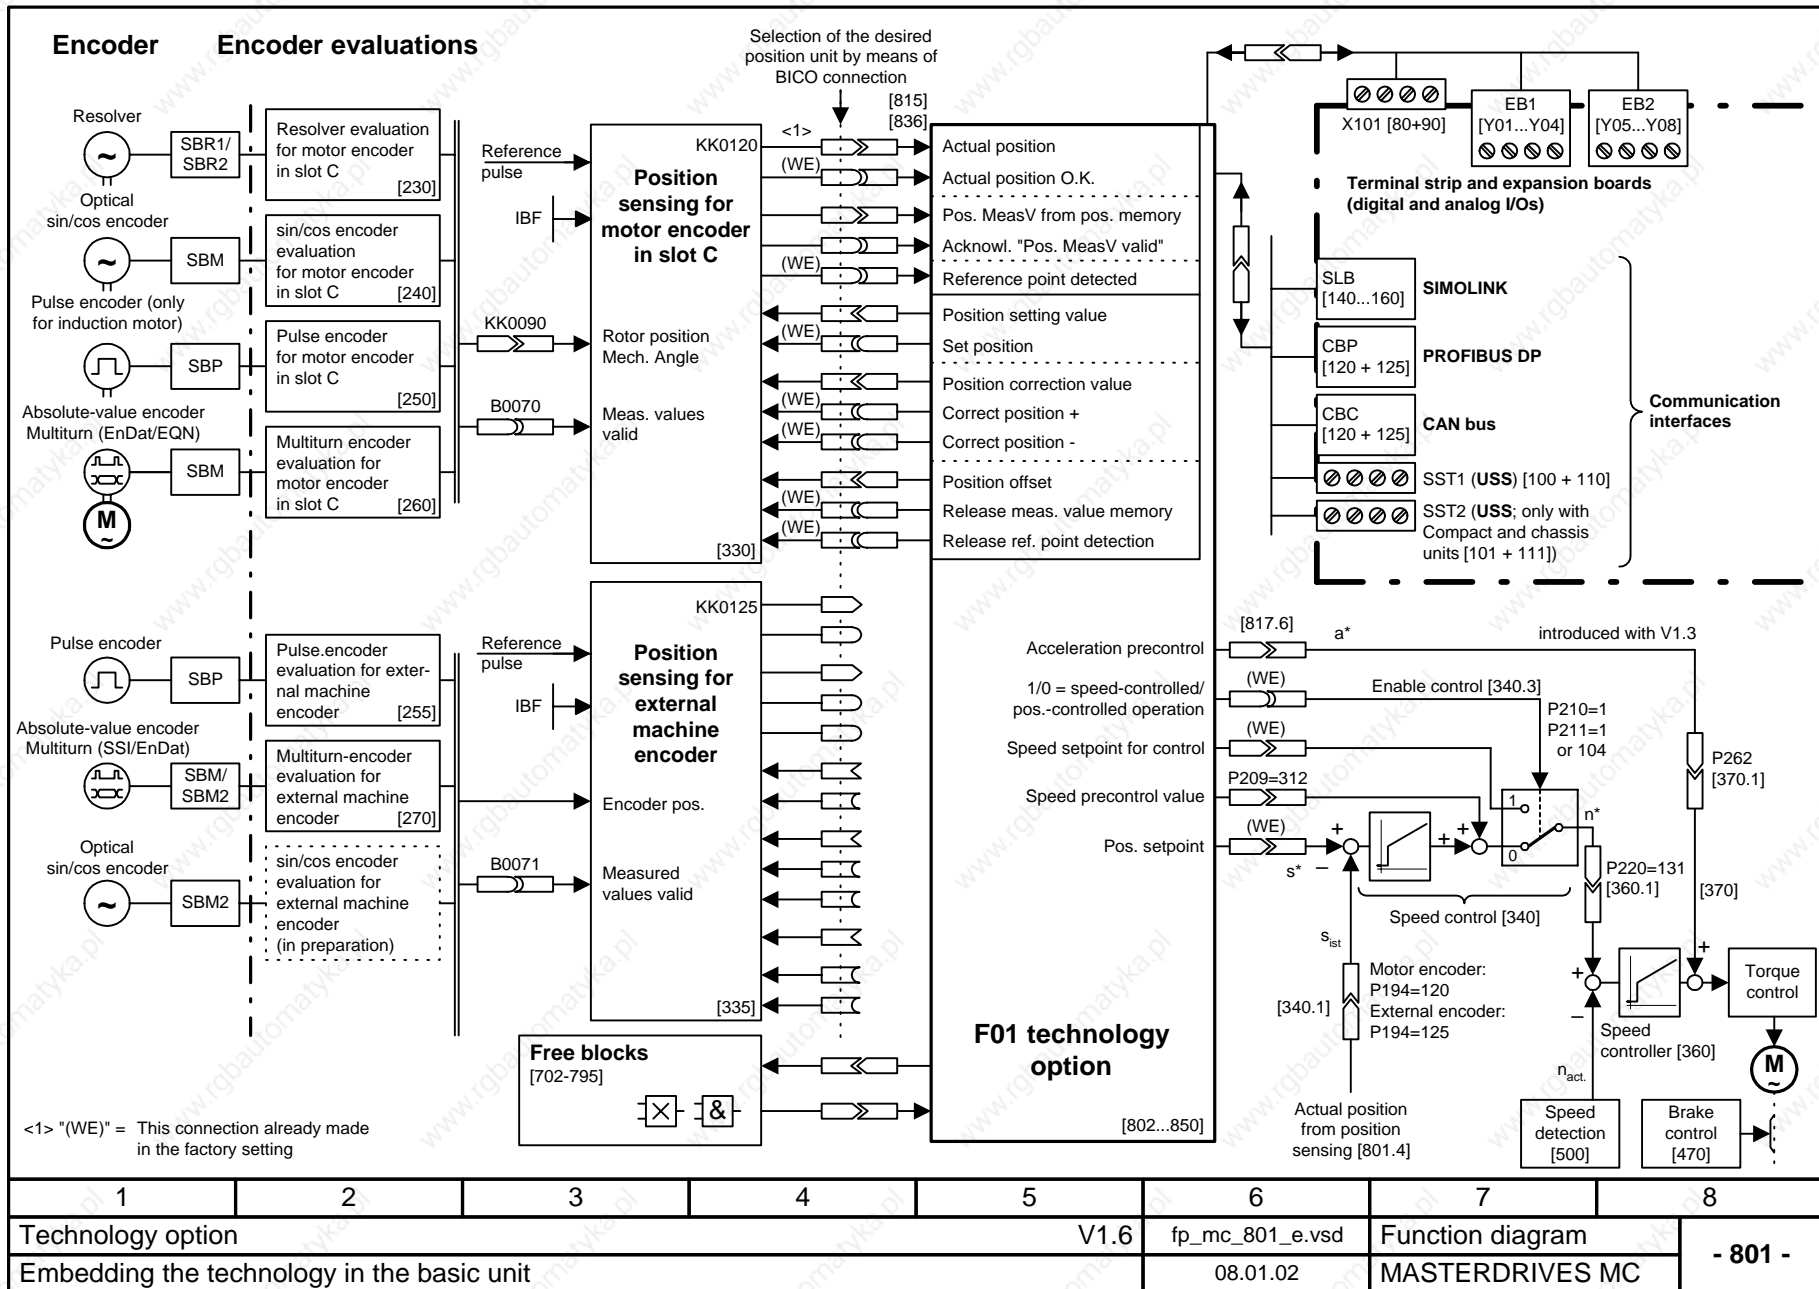 Encoder
Encoder evaluations
Selection of the desired
position unit by means of
BICO connection
[815]
[836]
Resolver
SBR1/
SBR2
Resolver evaluation
for motor encoder
in slot C
[230]
Optical
sin/cos encoder
SBM
sin/cos encoder
evaluation
for motor encoder
in slot C [240]
Pulse encoder (only
for induction motor)
SBP
Pulse encoder
for motor encoder
in slot C
[250]
Absolute-value encoder
Multiturn (EnDat/EQN)
SBM
Multiturn encoder
evaluation for
motor encoder
in slot C [260]
M
~
Reference
pulse
IBF
KK0090
B0070
KK0120
Position
sensing for
motor encoder
in slot C
Rotor position
Mech. Angle
Meas. values
valid
[330]
<1>
(WE)
(WE)
(WE)
(WE)
(WE)
(WE)
(WE)
Actual position
Actual position O.K.
Pos. MeasV from pos. memory
Acknowl. "Pos. MeasV valid"
Reference point detected
Position setting value
Set position
Position correction value
Correct position +
Correct position -
Position offset
Release meas. value memory
Release ref. point detection
X101 [80+90]
EB1
[Y01...Y04]
EB2
[Y05...Y08]
Terminal strip and expansion boards
(digital and analog I/Os)
SLB
[140...160]
SIMOLINK
CBP
[120 + 125]
PROFIBUS DP
CBC
[120 + 125]
CAN bus
SST1 (USS) [100 + 110]
SST2 (USS; only with
Compact and chassis
units [101 + 111])
Communication
interfaces
Pulse encoder
SBP
Pulse.encoder
evaluation for exter-
nal machine
encoder [255]
Absolute-value encoder
Multiturn (SSI/EnDat)
SBM/
SBM2
Multiturn-encoder
evaluation for
external machine
encoder [270]
Optical
sin/cos encoder
SBM2
sin/cos encoder
evaluation for
external machine
encoder
(in preparation)
Reference
pulse
IBF
B0071
KK0125
Position
sensing for
external
machine
encoder
Encoder pos.
Measured
values valid
[335]
Free blocks
[702-795]
&
F01 technology
option
[802...850]
Acceleration precontrol
1/0 = speed-controlled/
pos.-controlled operation
Speed setpoint for control
Speed precontrol value
Pos. setpoint
[817.6]
a*
introduced with V1.3
(WE)
Enable control [340.3]
(WE)
P209=312
(WE)
s*
P210=1
P211=1
or 104
P262
[370.1]
1
0
n*
P220=131
[360.1]
[370]
Speed control [340]
s ist
[340.1]
Motor encoder:
P194=120
External encoder:
P194=125
Actual position
from position
sensing [801.4]
Speed
controller [360]
n act.
Torque
control
M
~
Speed
detection
[500]
Brake
control
[470]
<1> "(WE)" = This connection already made
in the factory setting
1 2 3 4 5 6 7 8
Technology option V1.6 fp_mc_801_e.vsd Function diagram
- 801 -
Embedding the technology in the basic unit 08.01.02 MASTERDRIVES MC
www.rgbautomatyka.pl